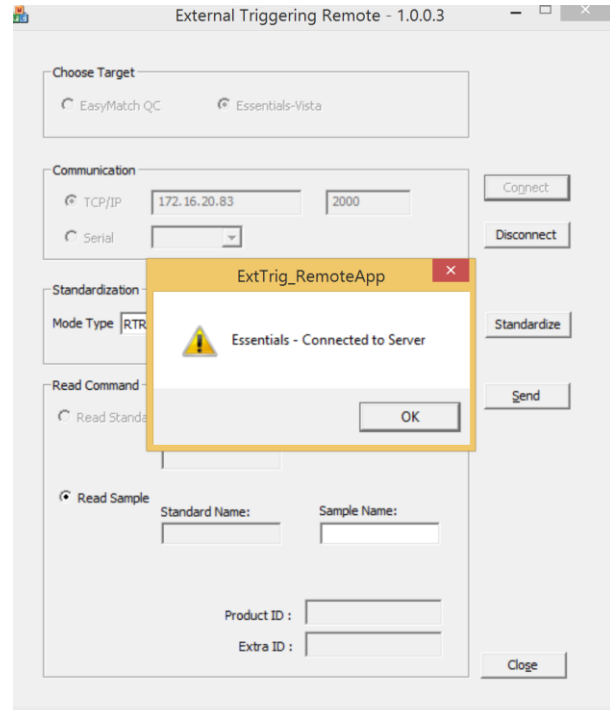 External Triggering Remote - 1.0.0.3
Choose Target
EasyMatch QC Essentials-Vista
Communication
TCP/IP 172.16.20.83 2000 Connect
Serial Disconnect
ExtTrig_RemoteApp
Standardization
Mode Type RTR Standardize
Essentials - Connected to Server
Read Command
Send
Read Standa
OK
Read Sample
Standard Name: Sample Name:
Product ID :
Extra ID :
Close